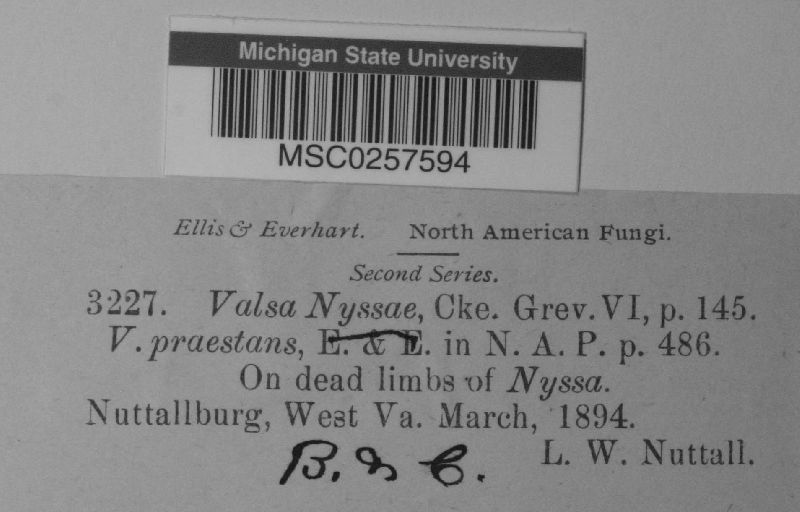 Michigan State University
MSC0257594
Ellis & Everhart. North American Fungi.
Second Series.
3227. Valsa Nyssae, Cke. Grev. VI, p. 145.
V. praestans, E. & E. in N. A. P. p. 486.
On dead limbs of Nyssa.
Nuttallburg, West Va. March, 1894.
L. W. Nuttall.
B. & C.